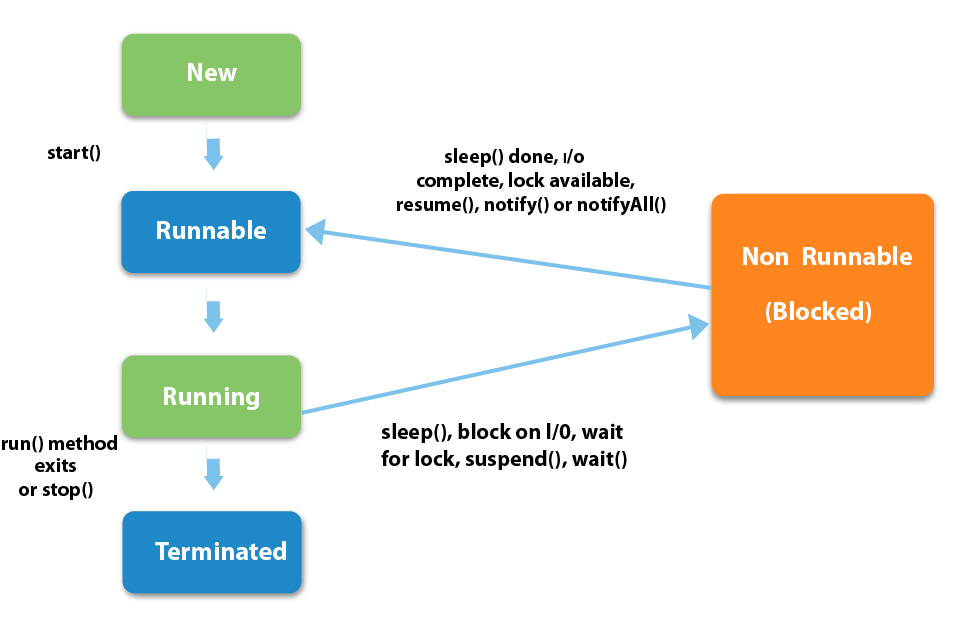 New
start()
sleep() done, I/o
complete, lock available,
resume(), notify() or notifyAll()
Runnable
Non Runnable
(Blocked)
Running
sleep(), block on I/0, wait
for lock, suspend(), wait()
run() method
exits
or stop()
Terminated